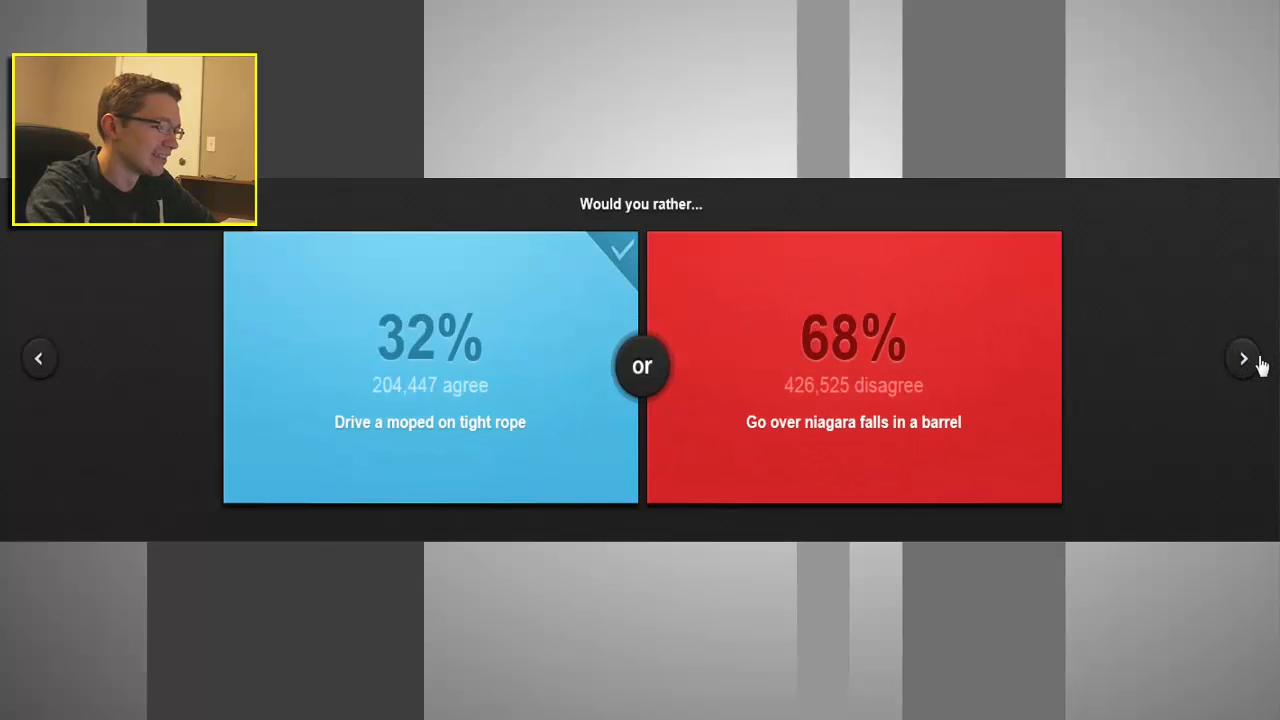 Would you rather...
32%
204,447 agree
Drive a moped on tight rope
or
68%
426,525 disagree
Go over niagara falls in a barrel